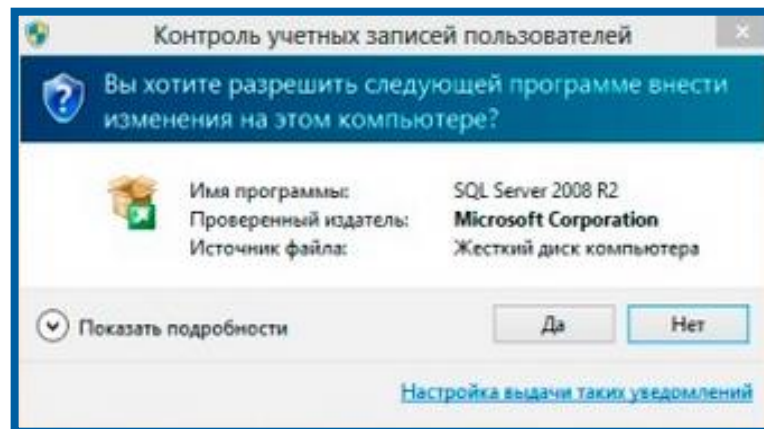 Контроль учетных записей пользователей
Вы хотите разрешить следующей программе внести
изменения на этом компьютере?
Имя программы: SQL Server 2008 R2
Проверенный издатель: Microsoft Corporation
Источник файла: Жесткий диск компьютера
Показать подробности Да Нет
Настройка выдачи таких уведомлений